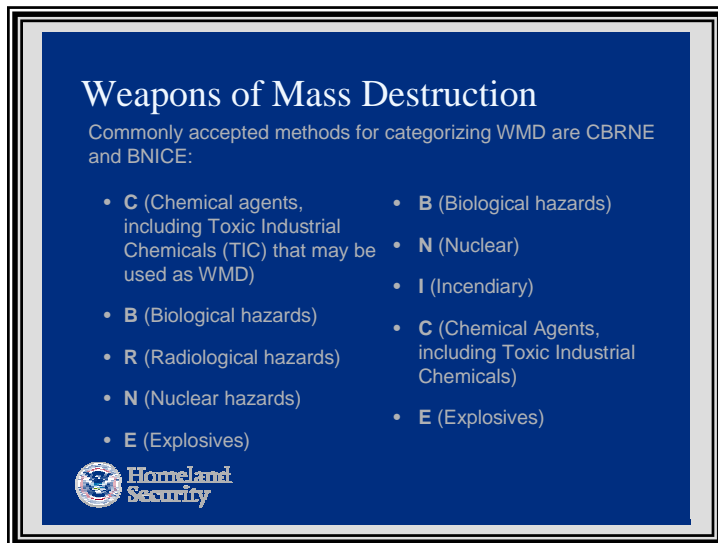 Weapons of Mass Destruction
Commonly accepted methods for categorizing WMD are CBRNE
and BNICE:
• C (Chemical agents,
including Toxic Industrial
Chemicals (TIC) that may be
used as WMD)
• B (Biological hazards)
• R (Radiological hazards)
• N (Nuclear hazards)
• E (Explosives)
• B (Biological hazards)
• N (Nuclear)
• I (Incendiary)
• C (Chemical Agents,
including Toxic Industrial
Chemicals)
• E (Explosives)
Homeland
Security